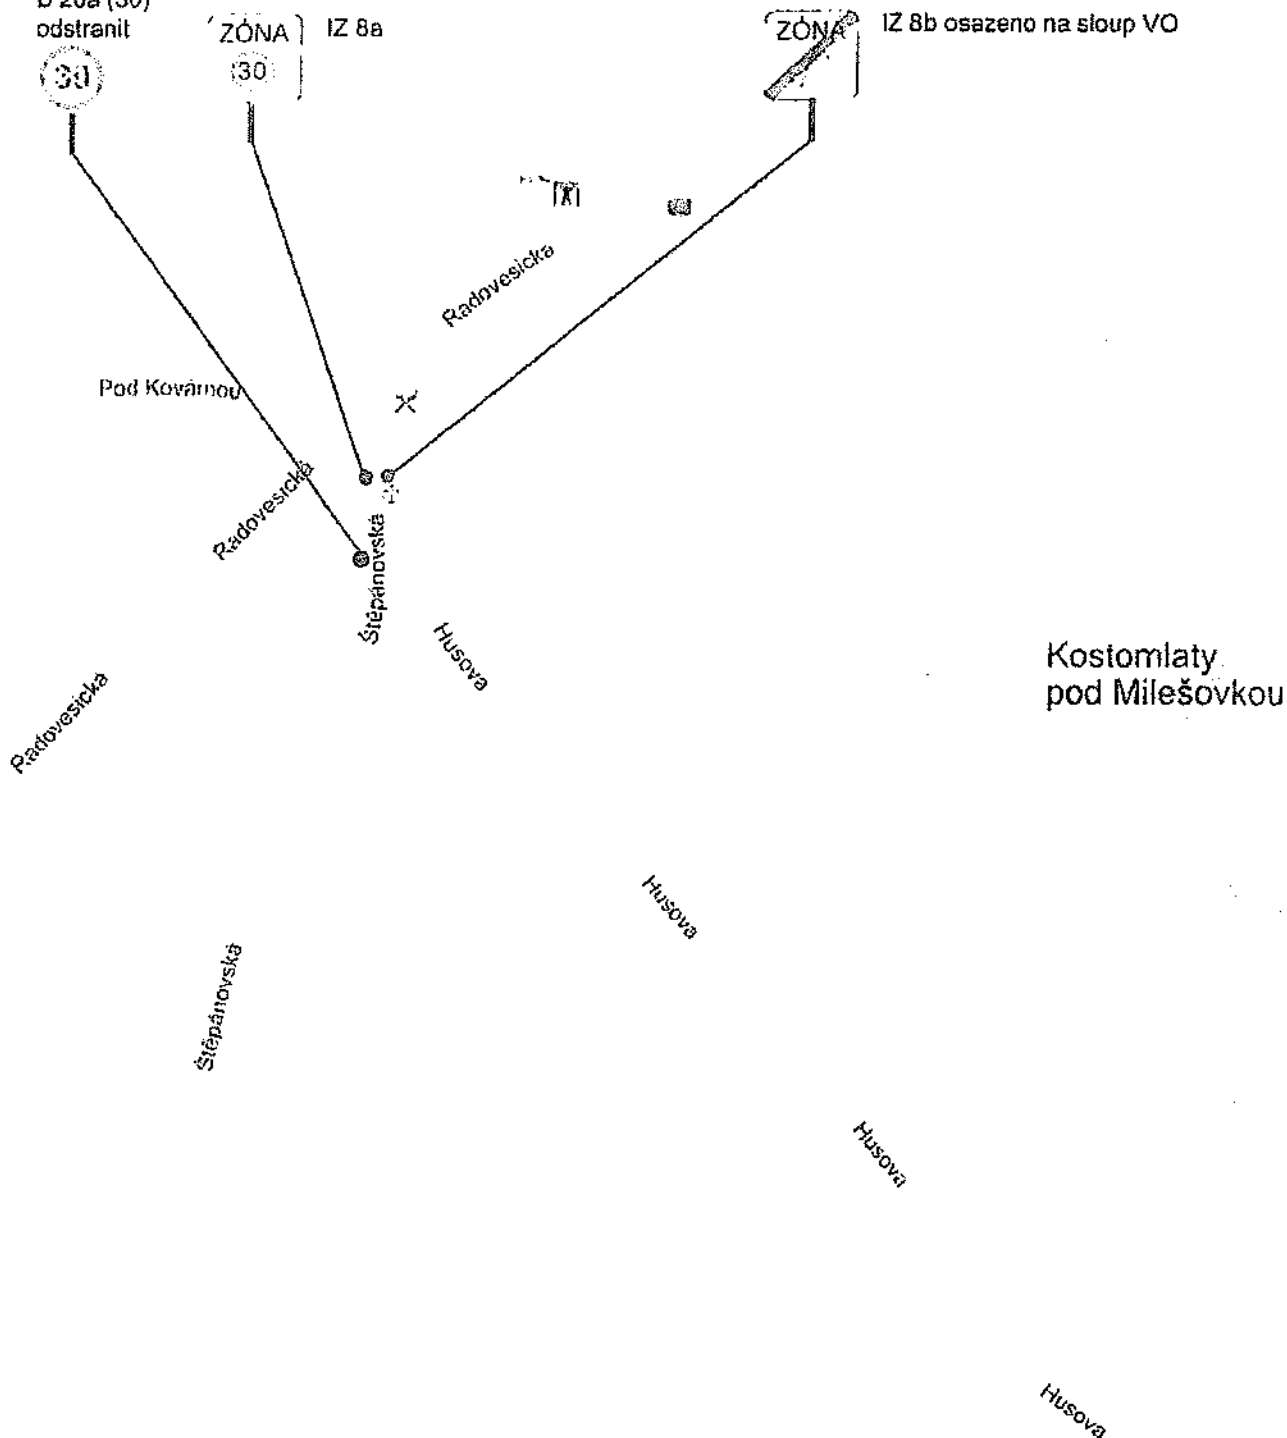 B 20a (30)
odstranit
30
ZÓNA
30
IZ 8a
ZÓNA
IZ 8b osazeno na sloup VO
Radovesická
Pod Kovárnou
Radovesická
Štěpánovská
Husova
Kostomlaty
pod Milešovkou
Radovesická
Husova
Štěpánovská
Husova
Husova